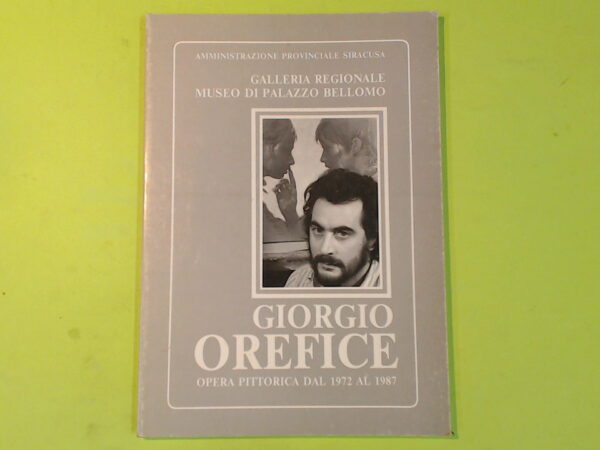 AMMINISTRAZIONE PROVINCIALE SIRACUSA
GALLERIA REGIONALE
MUSEO DI PALAZZO BELLOMO
GIORGIO
OREFICE
OPERA PITTORICA DAL 1972 AL 1987